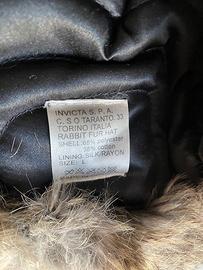 INVICTA S.P.A.
C.SO TARANTO. 33
TORINO ITALIA
RABBIT FUR HAT
SHELL:65% polyester
35% cotton
LINING SILK/RAYON
SIZE: L